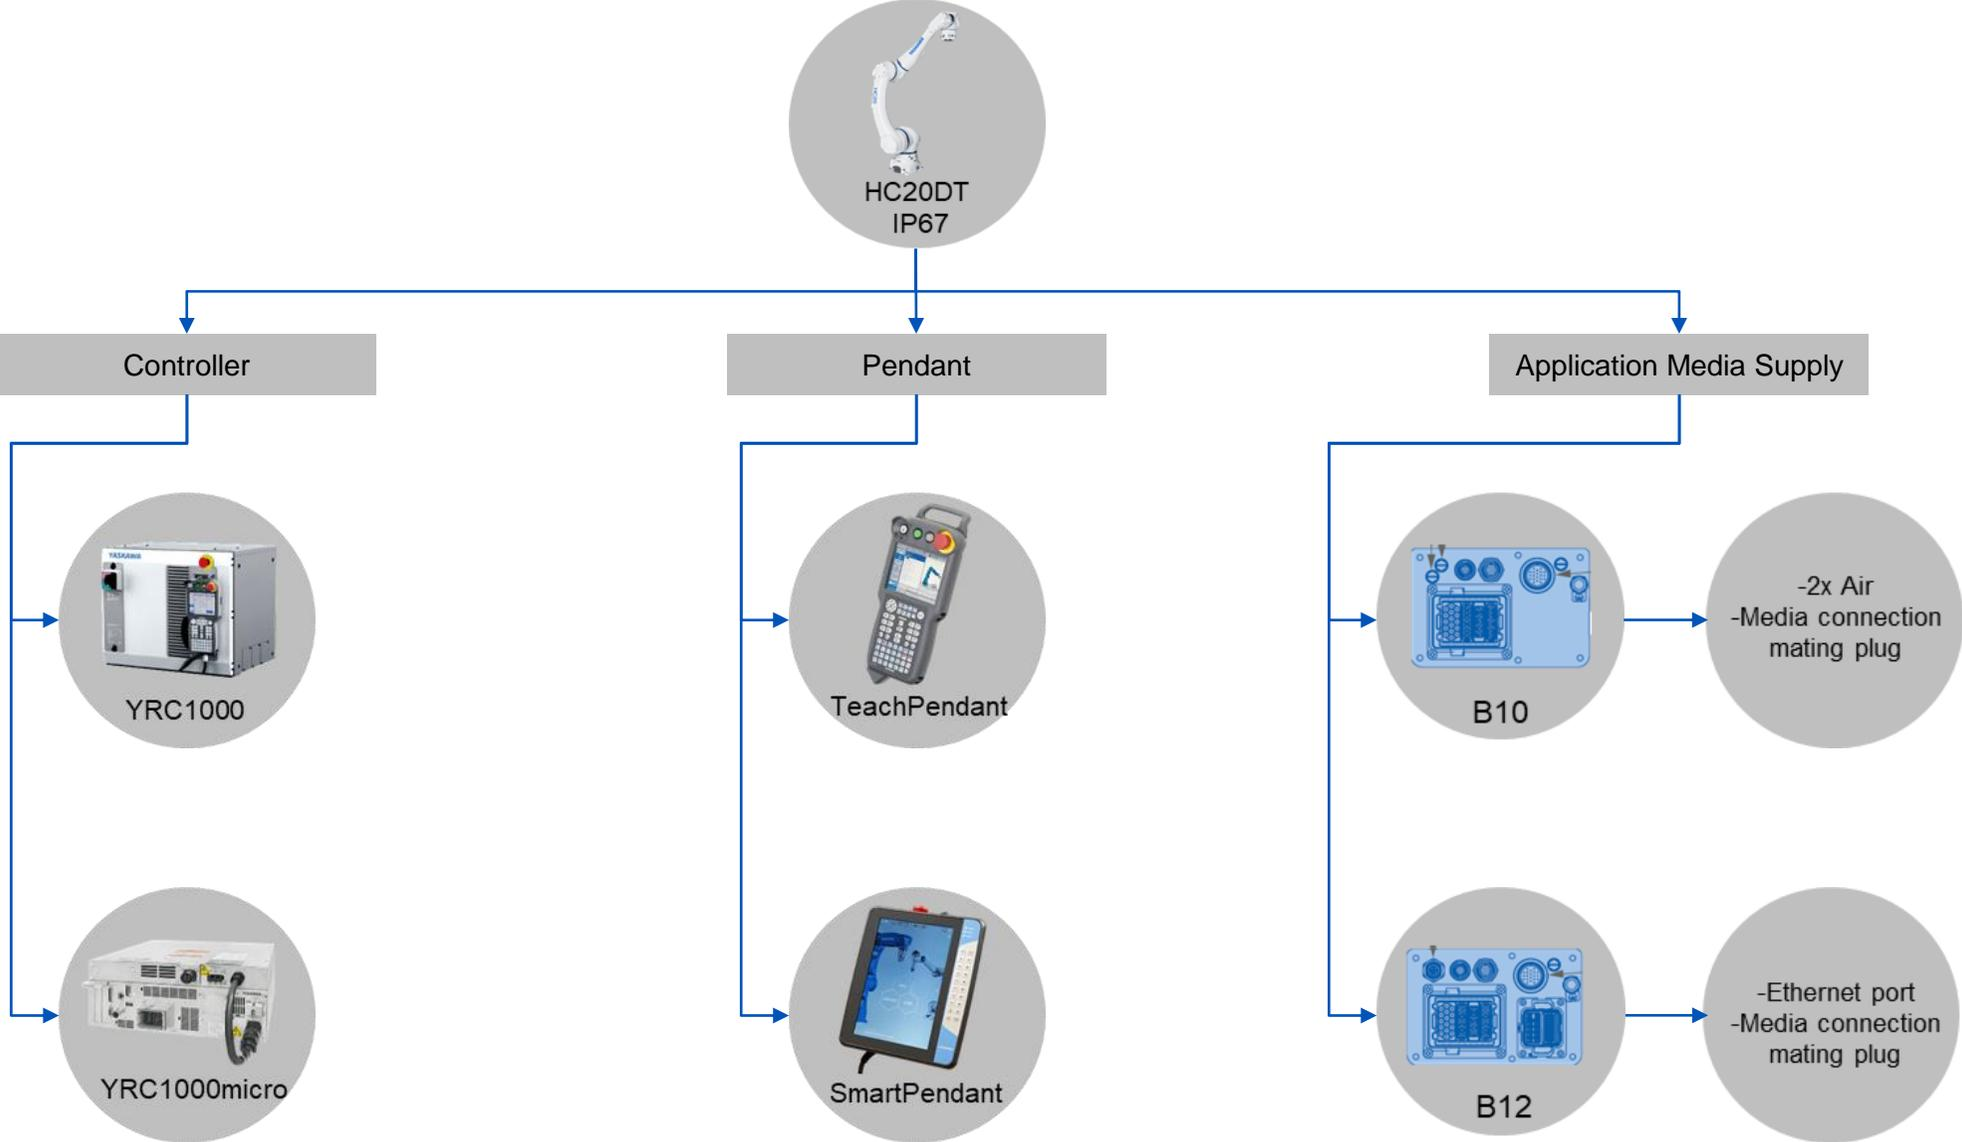 HC20DT
IP67
Controller
Pendant
Application Media Supply
YASKAWA
YRC1000
TeachPendant
B10
-2x Air
-Media connection
mating plug
YRC1000micro
SmartPendant
B12
-Ethernet port
-Media connection
mating plug